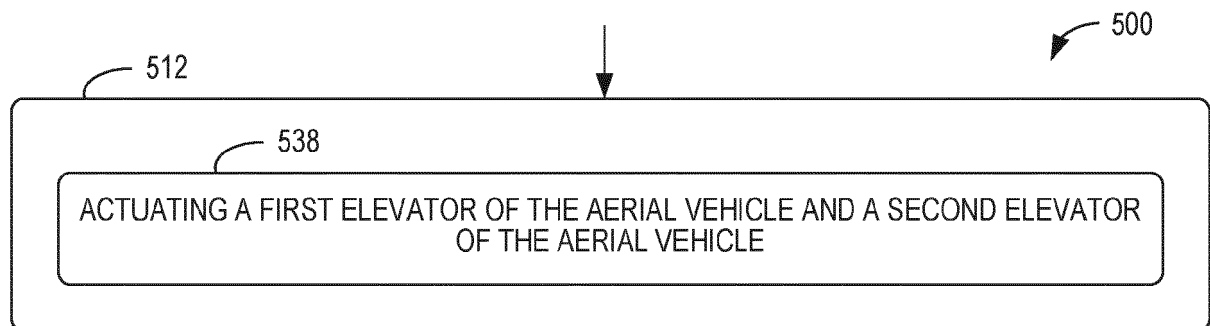 500
512
538
ACTUATING A FIRST ELEVATOR OF THE AERIAL VEHICLE AND A SECOND ELEVATOR
OF THE AERIAL VEHICLE